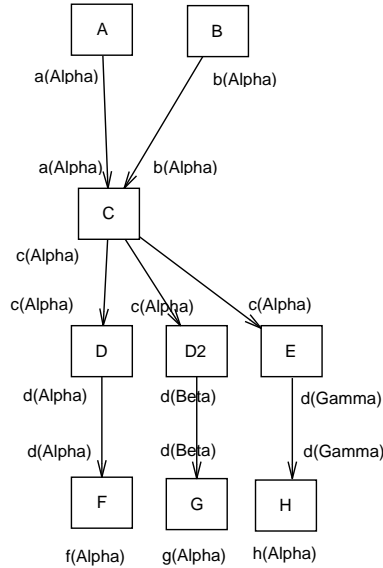 A
B
a(Alpha)
b(Alpha)
a(Alpha)
b(Alpha)
C
c(Alpha)
c(Alpha)
c(Alpha)
c(Alpha)
D
D2
E
d(Alpha)
d(Beta)
d(Gamma)
d(Alpha)
d(Beta)
d(Gamma)
F
G
H
f(Alpha)
g(Alpha)
h(Alpha)